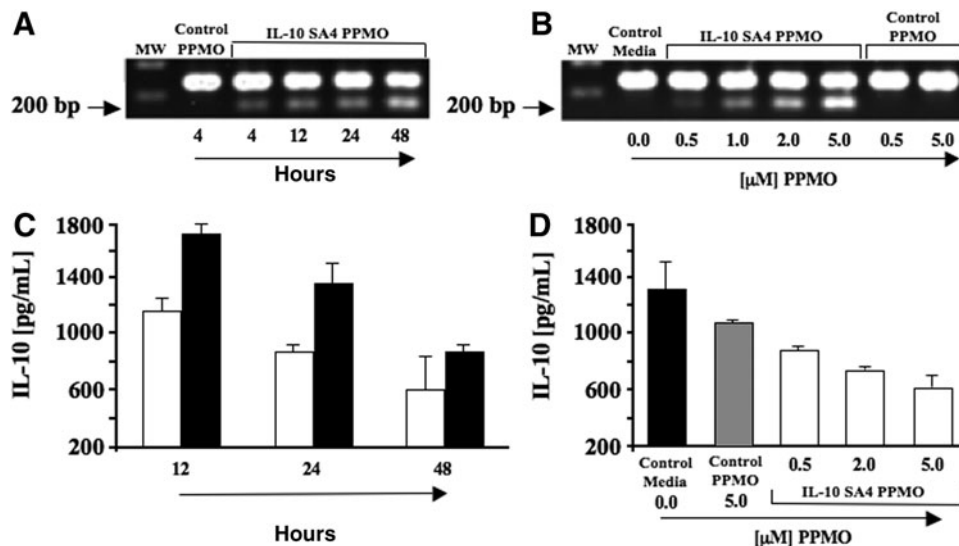 A
MW
Control
PPMO
IL-10 SA4 PPMO
200 bp
4 4 12 24 48
Hours
B
MW
Control
Media
IL-10 SA4 PPMO
Control
PPMO
200 bp
0.0 0.5 1.0 2.0 5.0 0.5 5.0
[μM] PPMO
C
IL-10 [pg/mL]
1800
1400
1000
600
200
12 24 48
Hours
D
IL-10 [pg/mL]
1800
1400
1000
600
200
Control
Media
0.0
Control
PPMO
5.0
0.5 2.0 5.0
IL-10 SA4 PPMO
[μM] PPMO